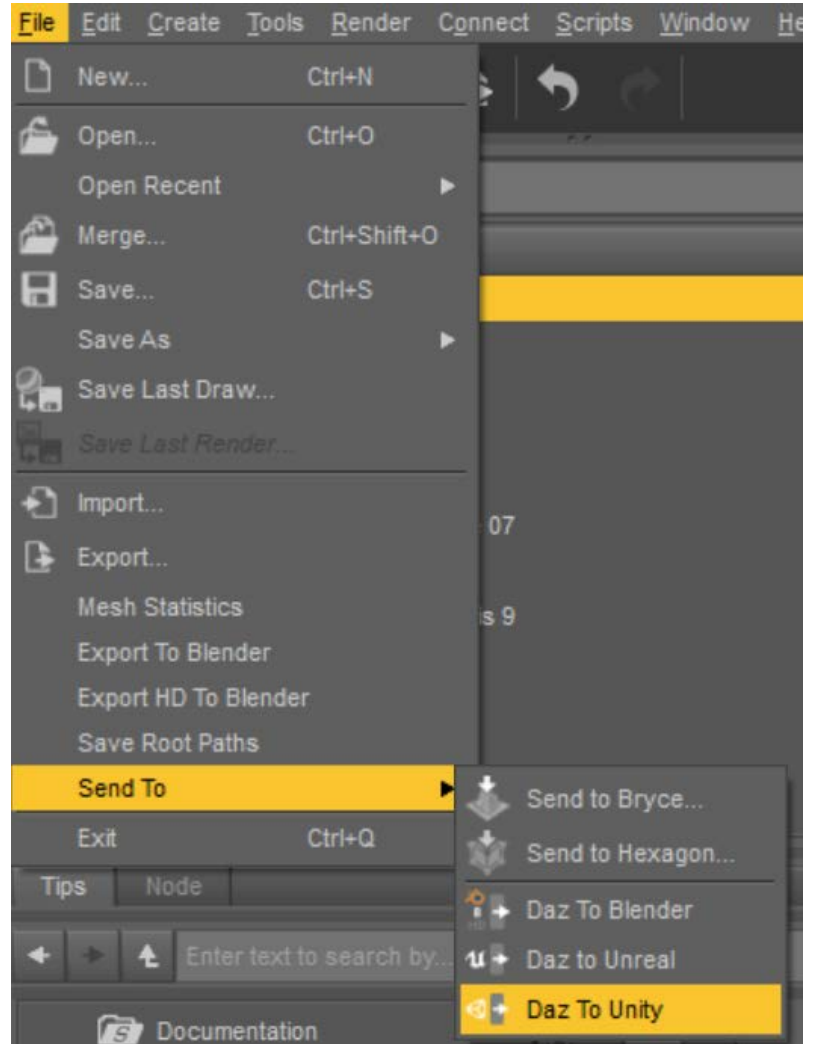 File Edit Create Tools Render Connect Scripts Window He
New... Ctrl+N
Open... Ctrl+O
Open Recent
Merge... Ctrl+Shift+O
Save... Ctrl+S
Save As
Save Last Draw...
Save Last Render...
Import...
07
Export...
Mesh Statistics
is 9
Export To Blender
Export HD To Blender
Save Root Paths
Send To
Send to Bryce...
Exit Ctrl+Q
Send to Hexagon...
Tips Node
Daz To Blender
Enter text to search by...
Daz to Unreal
Daz To Unity
Documentation